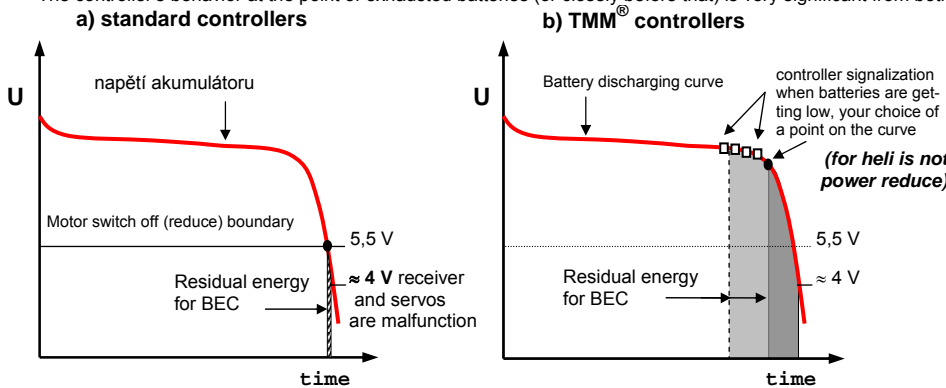 The controller's behavior at the point of exhausted batteries (or closely before that) is very significant from both
a) standard controllers
b) TMM® controllers
U
napětí akumulátoru
Motor switch off (reduce) boundary
5,5 V
Residual energy
for BEC
≈ 4 V receiver
and servos
are malfunction
time
U
Battery discharging curve
controller signalization
when batteries are get-
ting low, your choice of
a point on the curve
(for heli is not
power reduce)
5,5 V
Residual energy
for BEC
≈ 4 V
time